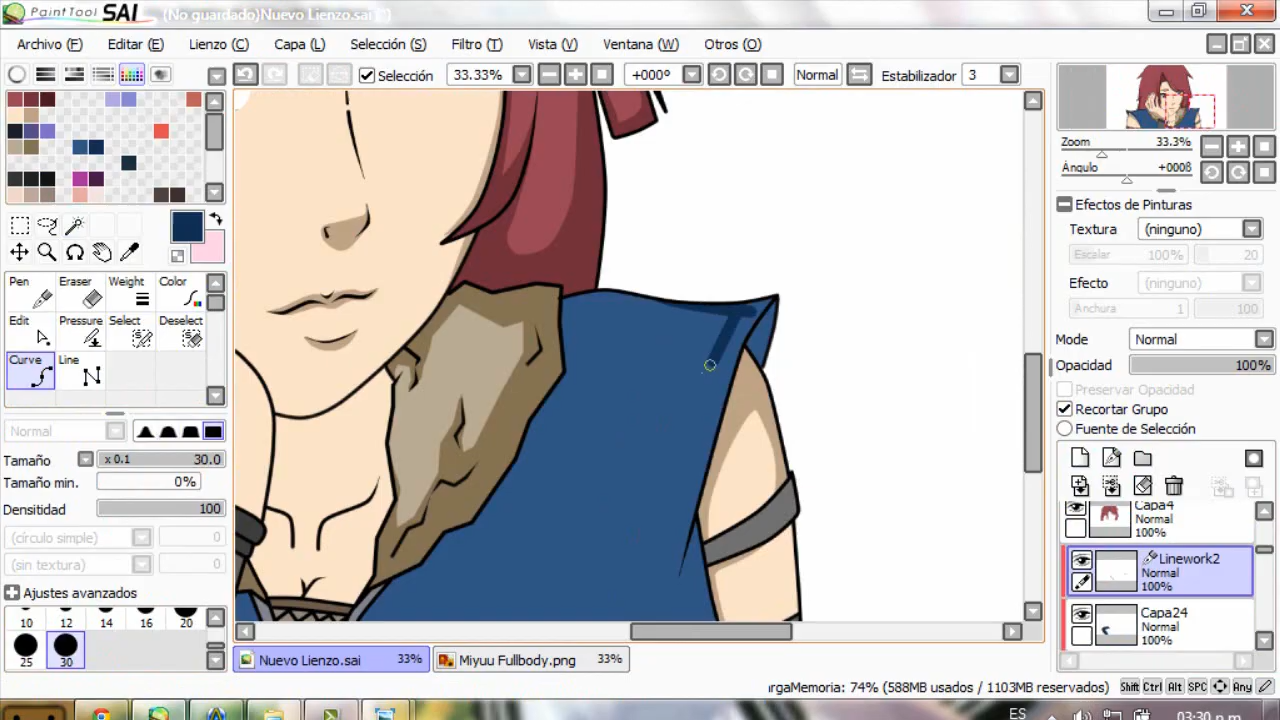 PaintTool SAI (No guardado)Nuevo Lienzo.sai (*)
Archivo (F) Editar (E) Lienzo (C) Capa (L) Selección (S) Filtro (T) Vista (V) Ventana (W) Otros (O)
Selección 33.33% +000º Normal Estabilizador 3
Zoom 33.3%
Ángulo +000ß
Efectos de Pinturas
Textura (ninguno)
Escalar 100% 20
Efecto (ninguno)
Anchura 1 100
Mode Normal
Opacidad 100%
Preservar Opacidad
Recortar Grupo
Fuente de Selección
Capa4
Normal
100%
Linework2
Normal
100%
Capa24
Normal
100%
Pen Eraser Weight Color
Edit Pressure Select Deselect
Curve Line
Normal
Tamaño x 0.1 30.0
Tamaño min. 0%
Densitidad 100
(círculo simple) 0
(sin textura) 0
Ajustes avanzados
10 12 14 16 20
25 30
Nuevo Lienzo.sai 33% Miyuu Fullbody.png 33%
rgaMemoria: 74% (588MB usados / 1103MB reservados) Shift Ctrl Alt SPC Any
ES 03:30 p.m.